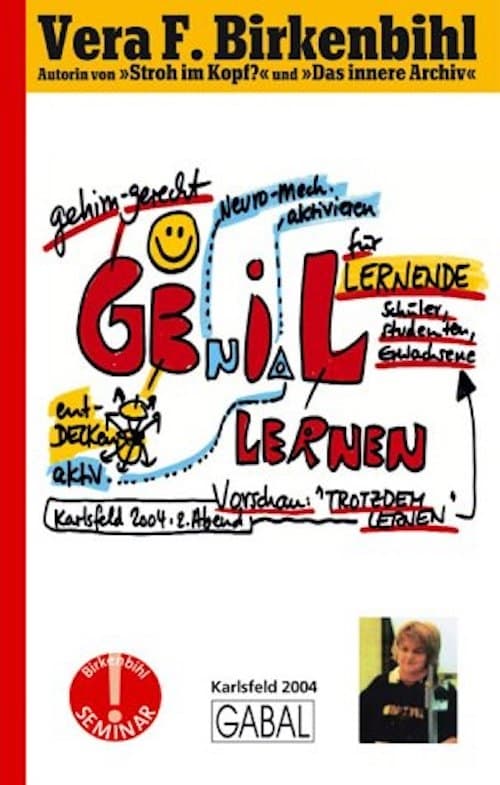 Vera F. Birkenbihl
Autorin von »Stroh im Kopf?« und »Das innere Archiv«
gehirn-gerecht
Neuro-Mech.
aktivieren
für
LERNENDE
Schüler,
Studenten,
Erwachsene
GENiAL
LERNEN
ent-
DECKen
aktiv.
Vorschau: "TROTZDEM
LERNEN"
Karlsfeld 2004 · 2. Abend
Birkenbihl
!
SEMINAR
Karlsfeld 2004
GABAL